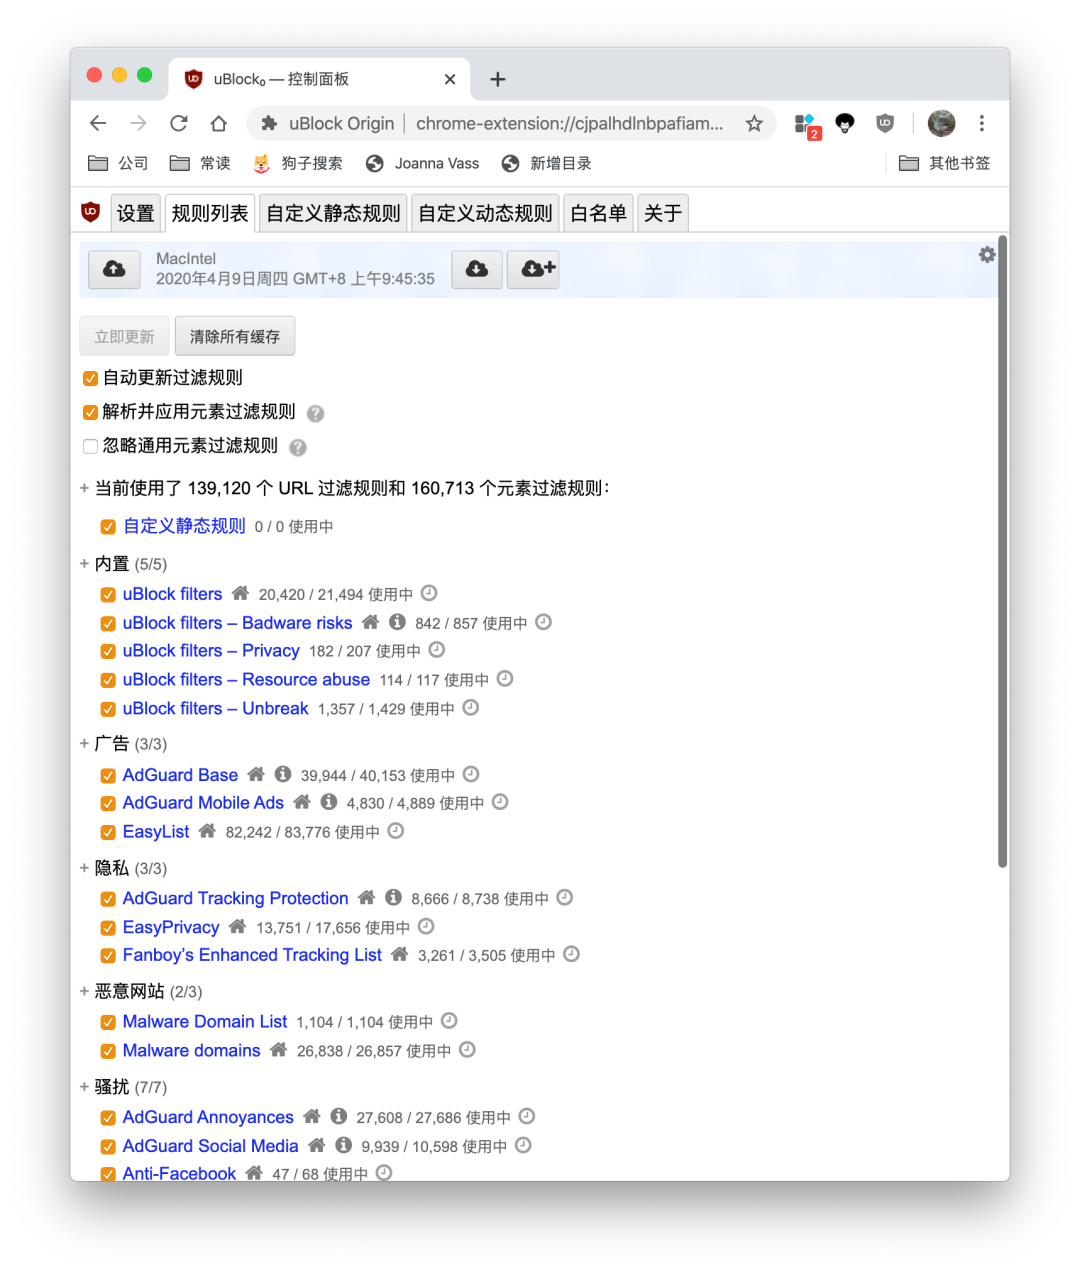 uBlock₀ — 控制面板
uBlock Origin | chrome-extension://cjpalhdlnbpafiam...
2
公司 常读 狗子搜索 Joanna Vass 新增目录 其他书签
设置 规则列表 自定义静态规则 自定义动态规则 白名单 关于
MacIntel
2020年4月9日周四 GMT+8 上午9:45:35
立即更新 清除所有缓存
自动更新过滤规则
解析并应用元素过滤规则
忽略通用元素过滤规则
+ 当前使用了 139,120 个 URL 过滤规则和 160,713 个元素过滤规则：
自定义静态规则 0 / 0 使用中
+ 内置 (5/5)
uBlock filters 20,420 / 21,494 使用中
uBlock filters – Badware risks 842 / 857 使用中
uBlock filters – Privacy 182 / 207 使用中
uBlock filters – Resource abuse 114 / 117 使用中
uBlock filters – Unbreak 1,357 / 1,429 使用中
+ 广告 (3/3)
AdGuard Base 39,944 / 40,153 使用中
AdGuard Mobile Ads 4,830 / 4,889 使用中
EasyList 82,242 / 83,776 使用中
+ 隐私 (3/3)
AdGuard Tracking Protection 8,666 / 8,738 使用中
EasyPrivacy 13,751 / 17,656 使用中
Fanboy’s Enhanced Tracking List 3,261 / 3,505 使用中
+ 恶意网站 (2/3)
Malware Domain List 1,104 / 1,104 使用中
Malware domains 26,838 / 26,857 使用中
+ 骚扰 (7/7)
AdGuard Annoyances 27,608 / 27,686 使用中
AdGuard Social Media 9,939 / 10,598 使用中
Anti-Facebook 47 / 68 使用中